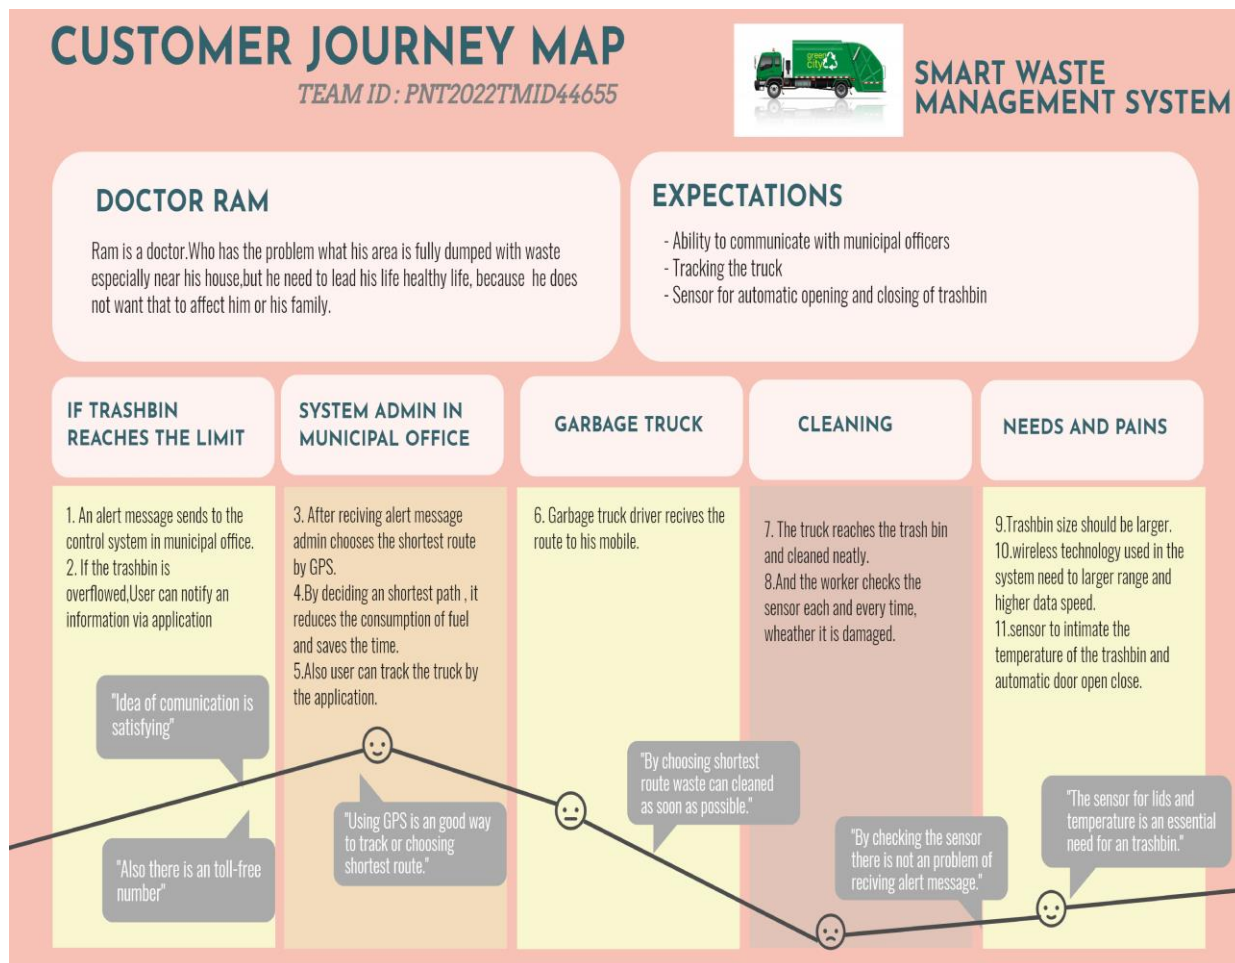 CUSTOMER JOURNEY MAP
TEAM ID : PNT2022TMID44655
green
city
SMART WASTE
MANAGEMENT SYSTEM
DOCTOR RAM
Ram is a doctor.Who has the problem what his area is fully dumped with waste
especially near his house,but he need to lead his life healthy life, because he does
not want that to affect him or his family.
EXPECTATIONS
- Ability to communicate with municipal officers
- Tracking the truck
- Sensor for automatic opening and closing of trashbin
IF TRASHBIN
REACHES THE LIMIT
1. An alert message sends to the
control system in municipal office.
2. If the trashbin is
overflowed,User can notify an
information via application
"Idea of comunication is
satisfying"
"Also there is an toll-free
number"
SYSTEM ADMIN IN
MUNICIPAL OFFICE
3. After reciving alert message
admin chooses the shortest route
by GPS.
4.By deciding an shortest path , it
reduces the consumption of fuel
and saves the time.
5.Also user can track the truck by
the application.
"Using GPS is an good way
to track or choosing
shortest route."
GARBAGE TRUCK
6. Garbage truck driver recives the
route to his mobile.
"By choosing shortest
route waste can cleaned
as soon as possible."
CLEANING
7. The truck reaches the trash bin
and cleaned neatly.
8.And the worker checks the
sensor each and every time,
wheather it is damaged.
"By checking the sensor
there is not an problem of
reciving alert message."
NEEDS AND PAINS
9.Trashbin size should be larger.
10.wireless technology used in the
system need to larger range and
higher data speed.
11.sensor to intimate the
temperature of the trashbin and
automatic door open close.
"The sensor for lids and
temperature is an essential
need for an trashbin."